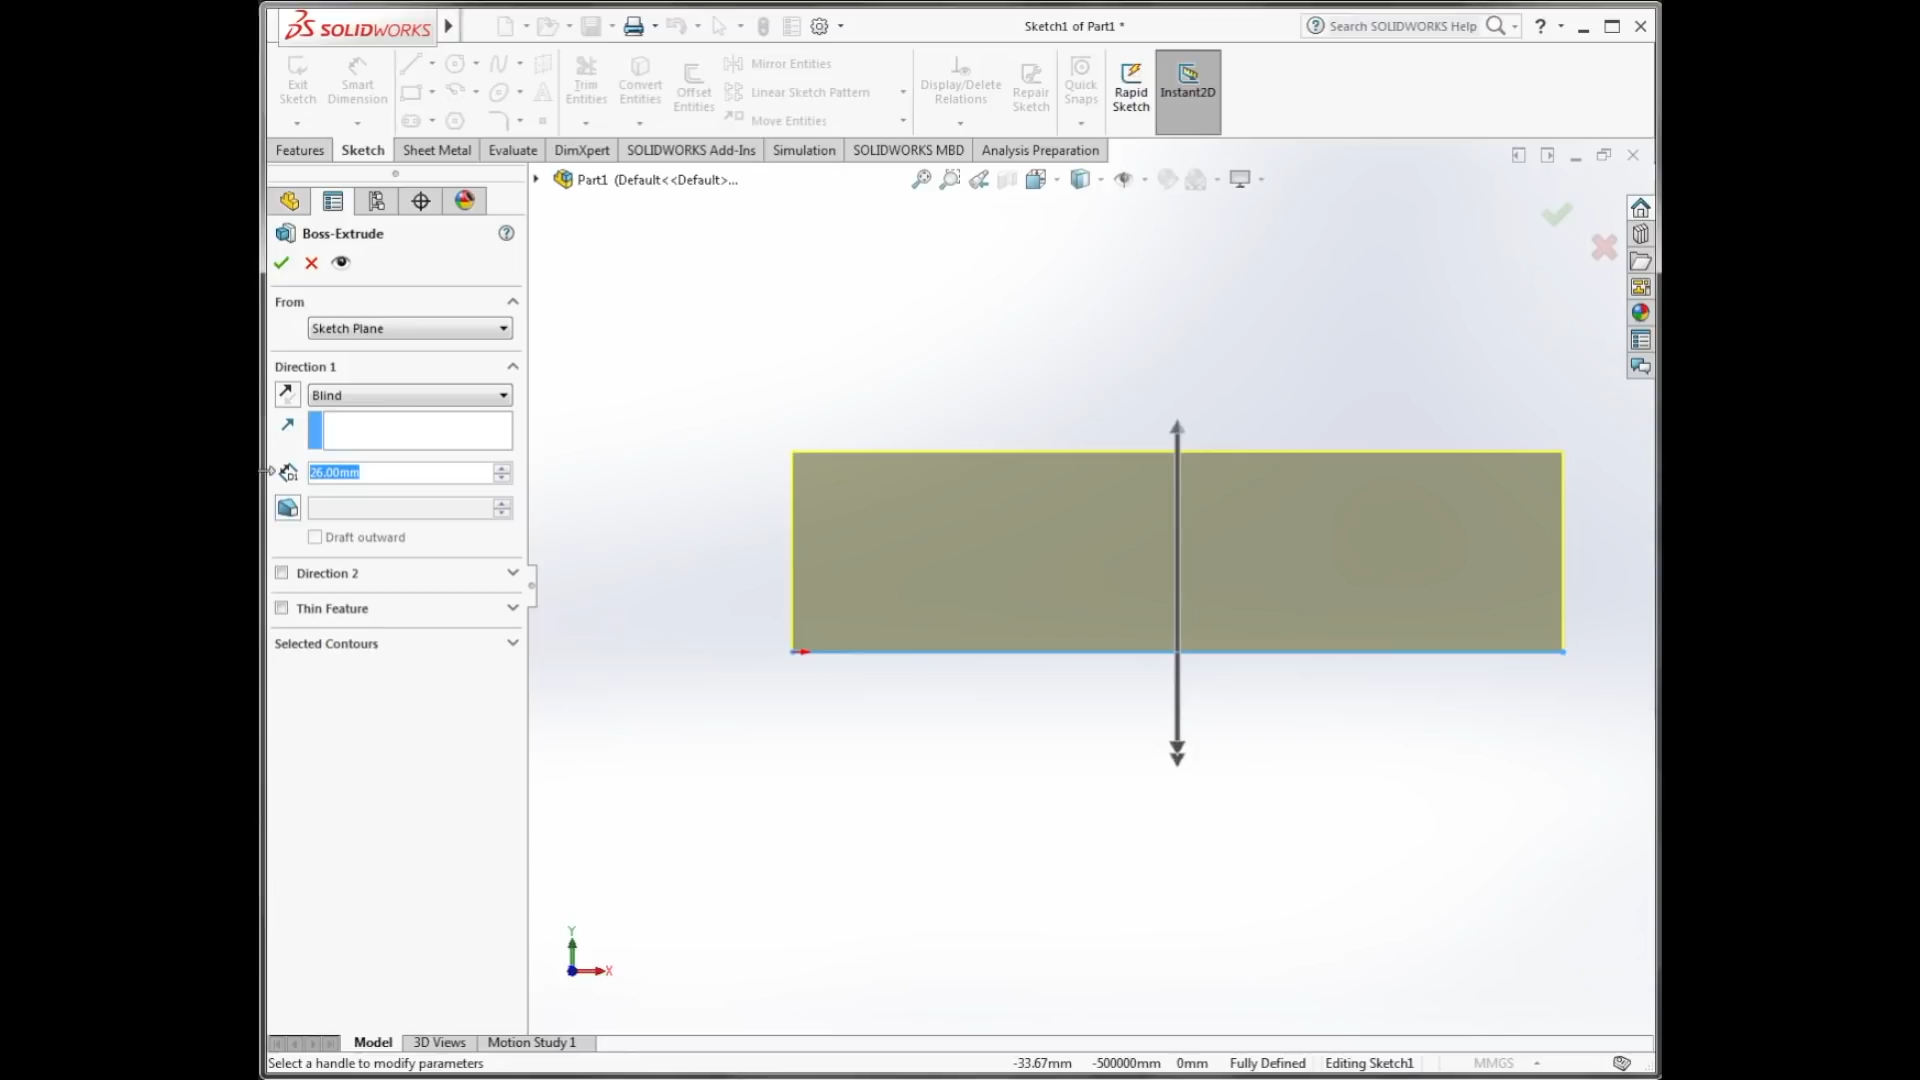 SOLIDWORKS
Sketch1 of Part1 *
Search SOLIDWORKS Help
?
Exit Sketch
Smart Dimension
Trim Entities
Convert Entities
Offset Entities
Mirror Entities
Linear Sketch Pattern
Move Entities
Display/Delete Relations
Repair Sketch
Quick Snaps
Rapid Sketch
Instant2D
Features
Sketch
Sheet Metal
Evaluate
DimXpert
SOLIDWORKS Add-Ins
Simulation
SOLIDWORKS MBD
Analysis Preparation
Part1 (Default<<Default>...
Boss-Extrude
From
Sketch Plane
Direction 1
Blind
26.00mm
Draft outward
Direction 2
Thin Feature
Selected Contours
Y
X
Model
3D Views
Motion Study 1
Select a handle to modify parameters
-33.67mm
-500000mm
0mm
Fully Defined
Editing Sketch1
MMGS